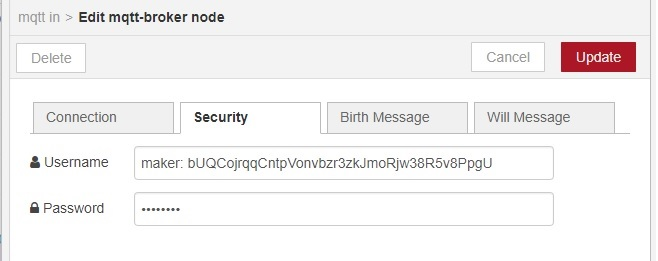 mqtt in > Edit mqtt-broker node
Delete Cancel Update
Connection Security Birth Message Will Message
Username maker: bUQCojrqqCntpVonvbzr3zkJmoRjw38R5v8PpgU
Password ••••••••